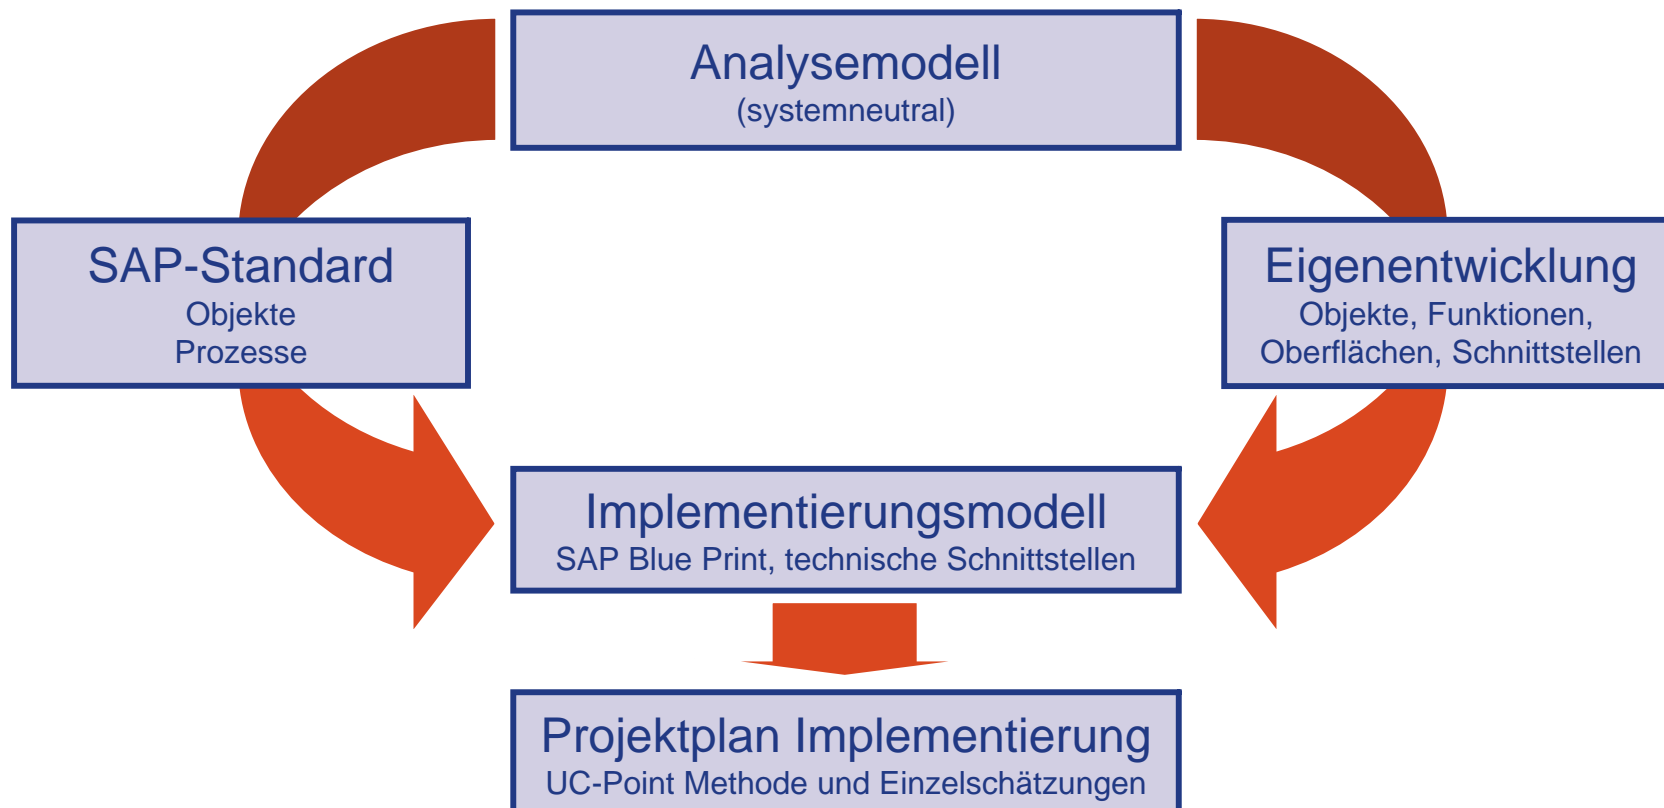 Analysemodell
(systemneutral)
SAP-Standard
Objekte
Prozesse
Eigenentwicklung
Objekte, Funktionen,
Oberflächen, Schnittstellen
Implementierungsmodell
SAP Blue Print, technische Schnittstellen
Projektplan Implementierung
UC-Point Methode und Einzelschätzungen